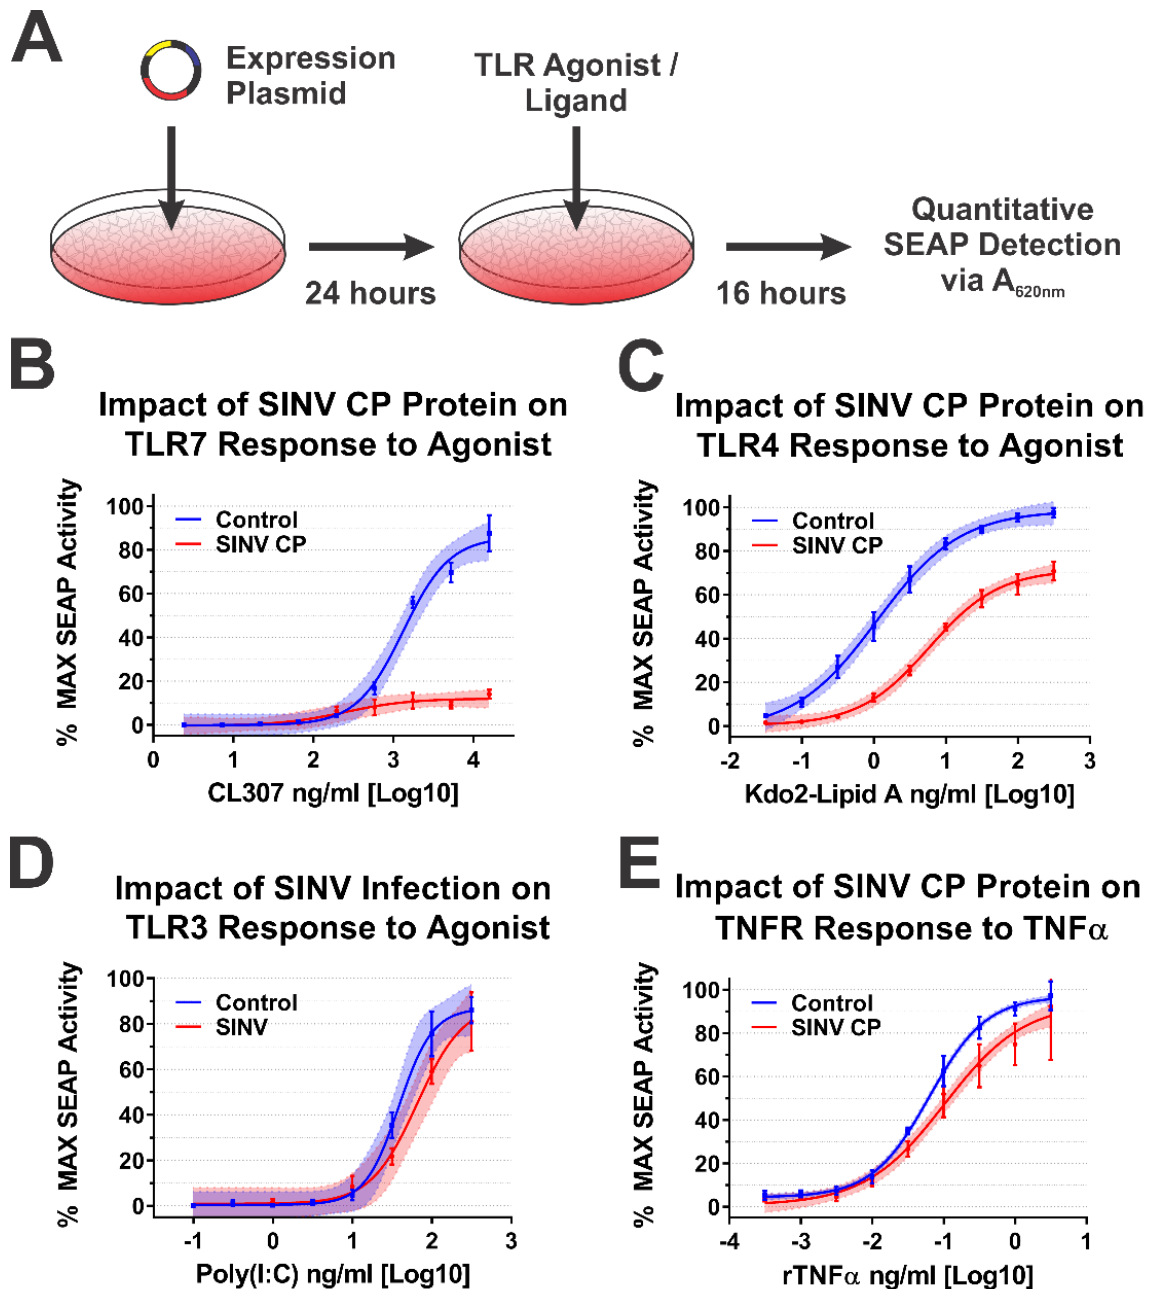 A
Expression
Plasmid
TLR Agonist /
Ligand
24 hours
16 hours
Quantitative
SEAP Detection
via A620nm
B
Impact of SINV CP Protein on
TLR7 Response to Agonist
% MAX SEAP Activity
100
80
60
40
20
0
Control
SINV CP
0 1 2 3 4
CL307 ng/ml [Log10]
C
Impact of SINV CP Protein on
TLR4 Response to Agonist
% MAX SEAP Activity
100
80
60
40
20
0
Control
SINV CP
-2 -1 0 1 2 3
Kdo2-Lipid A ng/ml [Log10]
D
Impact of SINV Infection on
TLR3 Response to Agonist
% MAX SEAP Activity
100
80
60
40
20
0
Control
SINV
-1 0 1 2 3
Poly(I:C) ng/ml [Log10]
E
Impact of SINV CP Protein on
TNFR Response to TNFα
% MAX SEAP Activity
100
80
60
40
20
0
Control
SINV CP
-4 -3 -2 -1 0 1
rTNFα ng/ml [Log10]